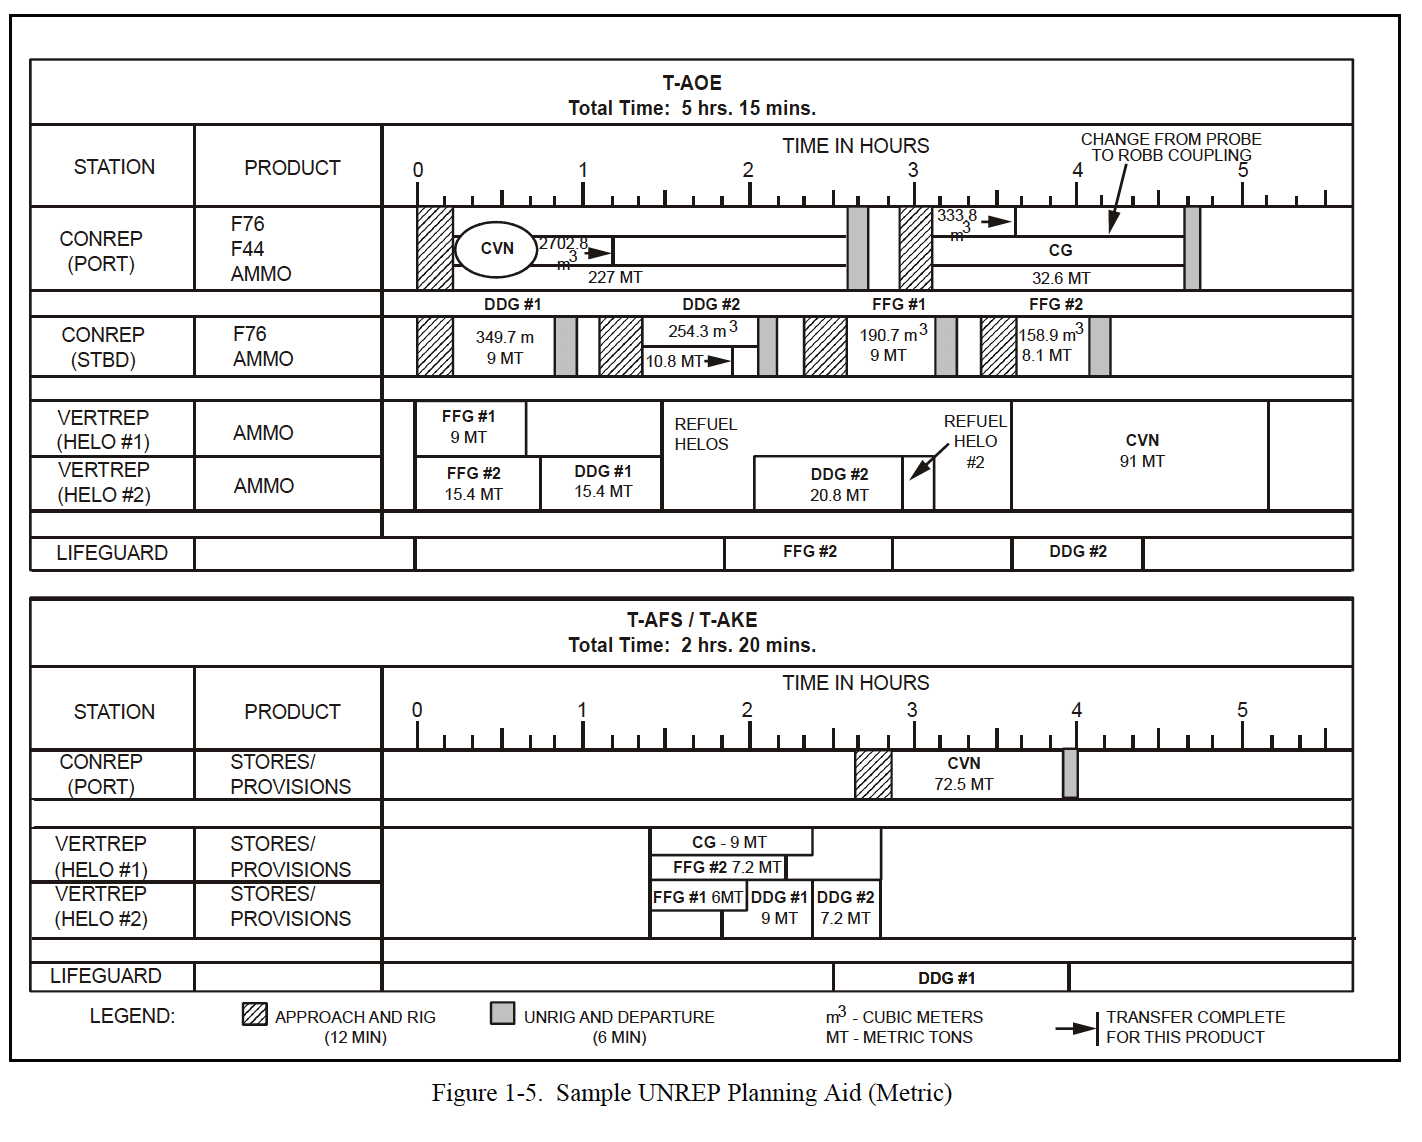 T-AOE
Total Time: 5 hrs. 15 mins.
STATION
PRODUCT
TIME IN HOURS
CHANGE FROM PROBE
TO ROBB COUPLING
0 1 2 3 4 5
CONREP
(PORT)
F76
F44
AMMO
CVN
2702.8
m3
227 MT
333.8
m3
CG
32.6 MT
DDG #1 DDG #2 FFG #1 FFG #2
CONREP
(STBD)
F76
AMMO
349.7 m
9 MT
254.3 m3
10.8 MT
190.7 m3
9 MT
158.9 m3
8.1 MT
VERTREP
(HELO #1)
AMMO
FFG #1
9 MT
REFUEL
HELOS
REFUEL
HELO
#2
CVN
91 MT
VERTREP
(HELO #2)
AMMO
FFG #2
15.4 MT
DDG #1
15.4 MT
DDG #2
20.8 MT
LIFEGUARD
FFG #2
DDG #2
T-AFS / T-AKE
Total Time: 2 hrs. 20 mins.
STATION
PRODUCT
TIME IN HOURS
0 1 2 3 4 5
CONREP
(PORT)
STORES/
PROVISIONS
CVN
72.5 MT
VERTREP
(HELO #1)
STORES/
PROVISIONS
CG - 9 MT
FFG #2 7.2 MT
VERTREP
(HELO #2)
STORES/
PROVISIONS
FFG #1 6MT
DDG #1
9 MT
DDG #2
7.2 MT
LIFEGUARD
DDG #1
LEGEND:
APPROACH AND RIG
(12 MIN)
UNRIG AND DEPARTURE
(6 MIN)
m3 - CUBIC METERS
MT - METRIC TONS
TRANSFER COMPLETE
FOR THIS PRODUCT
Figure 1-5. Sample UNREP Planning Aid (Metric)